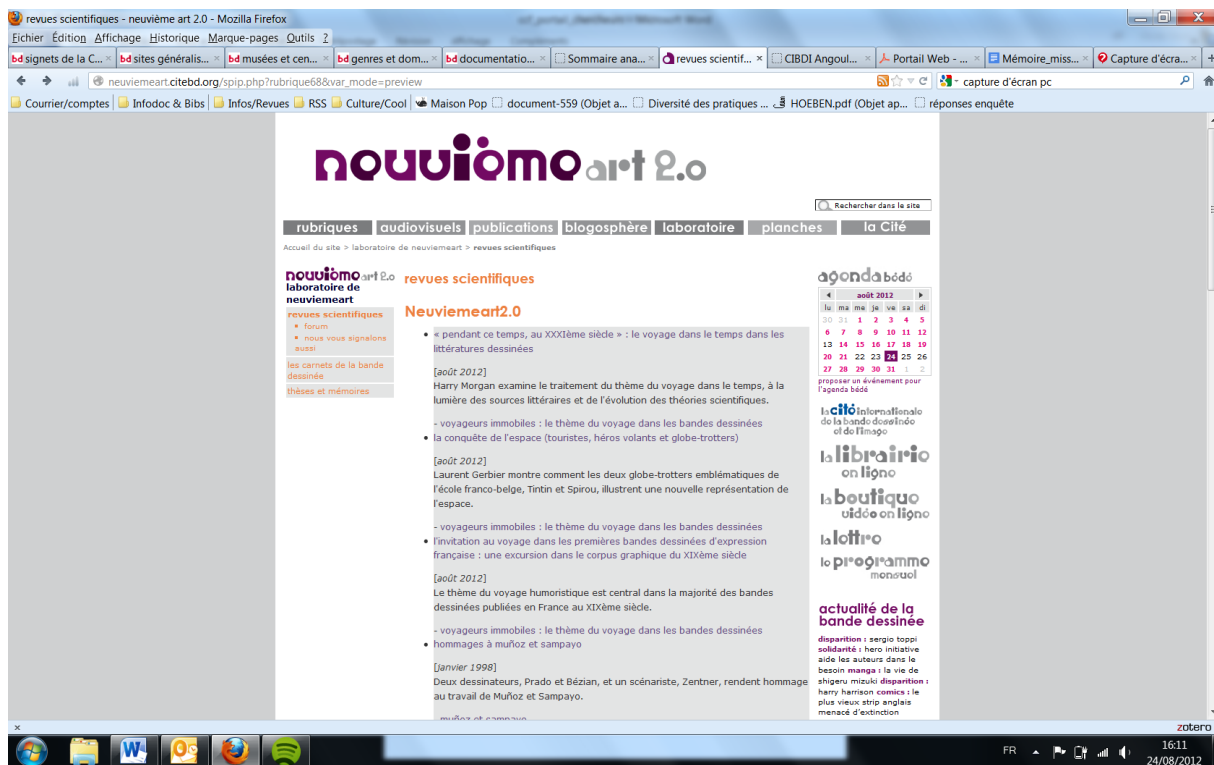 revues scientifiques - neuvième art 2.0 - Mozilla Firefox
Fichier Édition Affichage Historique Marque-pages Outils ?
bd signets de la C... bd sites généralis... bd musées et cen... bd genres et dom... bd documentatio... Sommaire ana... revues scientif... CIBDI Angoul... Portail Web - ... Mémoire_miss... Capture d'écra...
neuviemeart.citebd.org/spip.php?rubrique68&var_mode=preview
capture d'écran pc
Courrier/comptes Infodoc & Bibs Infos/Revues RSS Culture/Cool Maison Pop document-559 (Objet a... Diversité des pratiques ... HOEBEN.pdf (Objet ap... réponses enquête
neuvième art 2.0
Rechercher dans le site
rubriques audiovisuels publications blogosphère laboratoire planches la Cité
Accueil du site > laboratoire de neuviemeart > revues scientifiques
neuvième art 2.0
laboratoire de
neuviemeart
revues scientifiques
forum
nous vous signalons
aussi
les carnets de la bande
dessinée
thèses et mémoires
revues scientifiques
Neuviemeart2.0
• « pendant ce temps, au XXXIème siècle » : le voyage dans le temps dans les
littératures dessinées
[août 2012]
Harry Morgan examine le traitement du thème du voyage dans le temps, à la
lumière des sources littéraires et de l'évolution des théories scientifiques.
- voyageurs immobiles : le thème du voyage dans les bandes dessinées
• la conquête de l'espace (touristes, héros volants et globe-trotters)
[août 2012]
Laurent Gerbier montre comment les deux globe-trotters emblématiques de
l'école franco-belge, Tintin et Spirou, illustrent une nouvelle représentation de
l'espace.
- voyageurs immobiles : le thème du voyage dans les bandes dessinées
• l'invitation au voyage dans les premières bandes dessinées d'expression
française : une excursion dans le corpus graphique du XIXème siècle
[août 2012]
Le thème du voyage humoristique est central dans la majorité des bandes
dessinées publiées en France au XIXème siècle.
- voyageurs immobiles : le thème du voyage dans les bandes dessinées
• hommages à muñoz et sampayo
[janvier 1998]
Deux dessinateurs, Prado et Bézian, et un scénariste, Zentner, rendent hommage
au travail de Muñoz et Sampayo.
- muñoz et sampayo
agenda bédé
août 2012
lu ma me je ve sa di
30 31 1 2 3 4 5
6 7 8 9 10 11 12
13 14 15 16 17 18 19
20 21 22 23 24 25 26
27 28 29 30 31 1 2
proposer un événement pour
l'agenda bédé
la cité internationale
de la bande dessinée
et de l'image
la librairie
en ligne
la boutique
vidéo en ligne
la lettre
le programme
mensuel
actualité de la
bande dessinée
disparition : sergio toppi
solidarité : hero initiative
aide les auteurs dans le
besoin manga : la vie de
shigeru mizuki disparition :
harry harrison comics : le
plus vieux strip anglais
menacé d'extinction
zotero
FR
16:11
24/08/2012